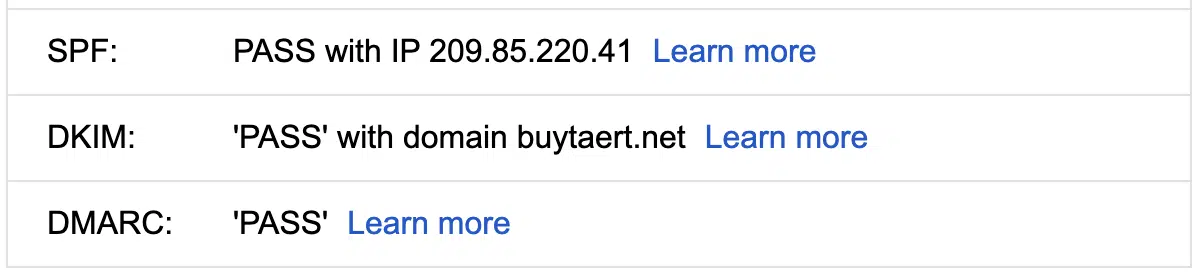 SPF: PASS with IP 209.85.220.41 Learn more
DKIM: 'PASS' with domain buytaert.net Learn more
DMARC: 'PASS' Learn more